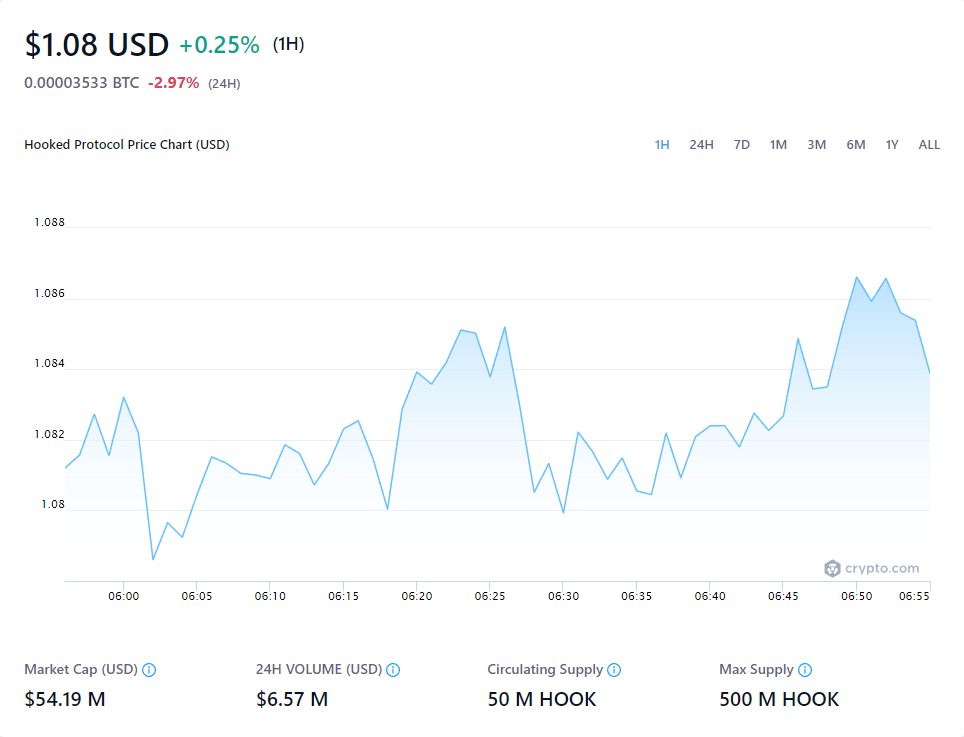 $1.08 USD +0.25% (1H)
0.00003533 BTC -2.97% (24H)
Hooked Protocol Price Chart (USD) 1H 24H 7D 1M 3M 6M 1Y ALL
1.088
1.086
1.084
1.082
1.08
crypto.com
06:00 06:05 06:10 06:15 06:20 06:25 06:30 06:35 06:40 06:45 06:50 06:55
Market Cap (USD) 24H VOLUME (USD) Circulating Supply Max Supply
$54.19 M $6.57 M 50 M HOOK 500 M HOOK